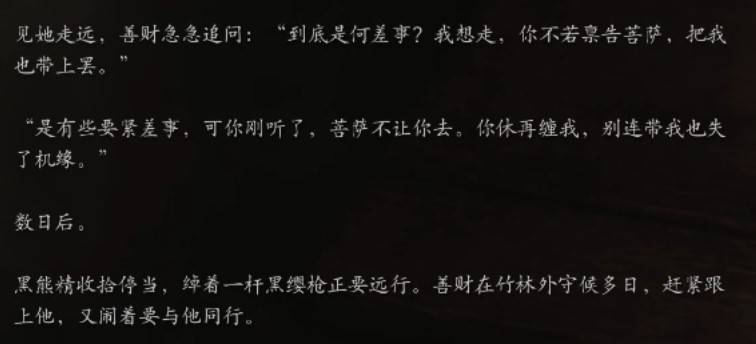 见她走远，善财急急追问：“到底是何差事？我想走，你不若禀告菩萨，把我
也带上罢。”
“是有些要紧差事，可你刚听了，菩萨不让你去。你休再缠我，别连带我也失
了机缘。”
数日后。
黑熊精收拾停当，绰着一杆黑缨枪正要远行。善财在竹林外守候多日，赶紧跟
上他，又闹着要与他同行。